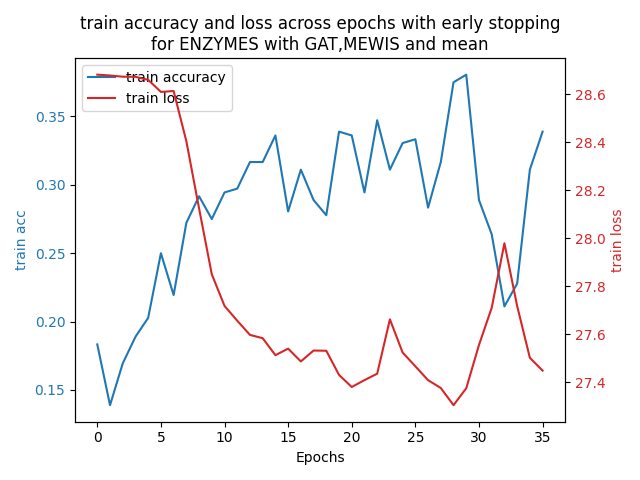 train accuracy and loss across epochs with early stopping
for ENZYMES with GAT,MEWIS and mean
train accuracy
train loss
0.35
0.30
0.25
0.20
0.15
train acc
28.6
28.4
28.2
28.0
27.8
27.6
27.4
train loss
0 5 10 15 20 25 30 35
Epochs